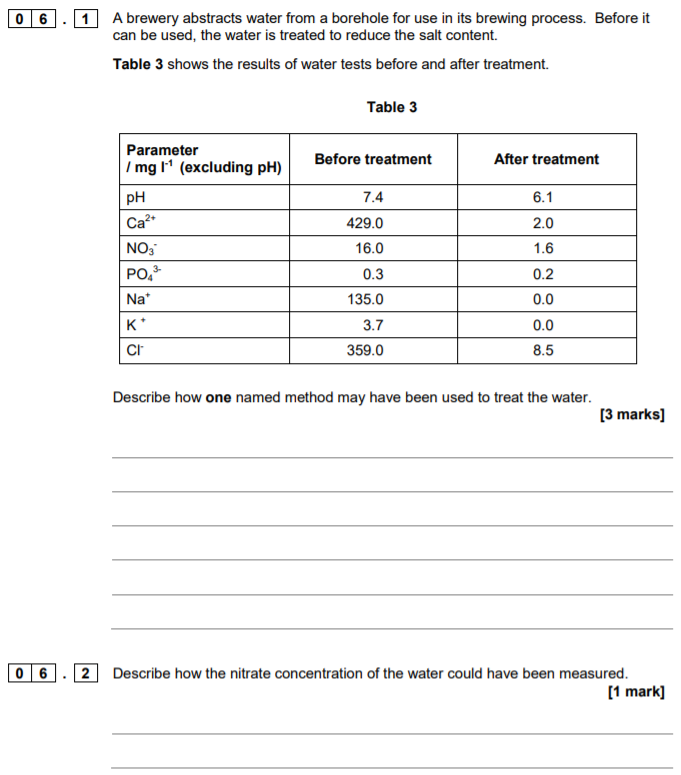 0 6 . 1 A brewery abstracts water from a borehole for use in its brewing process. Before it
can be used, the water is treated to reduce the salt content.
Table 3 shows the results of water tests before and after treatment.
Table 3
Parameter
/ mg l⁻¹ (excluding pH) Before treatment After treatment
pH 7.4 6.1
Ca²⁺ 429.0 2.0
NO₃⁻ 16.0 1.6
PO₄³⁻ 0.3 0.2
Na⁺ 135.0 0.0
K⁺ 3.7 0.0
Cl⁻ 359.0 8.5
Describe how one named method may have been used to treat the water.
[3 marks]
0 6 . 2 Describe how the nitrate concentration of the water could have been measured.
[1 mark]